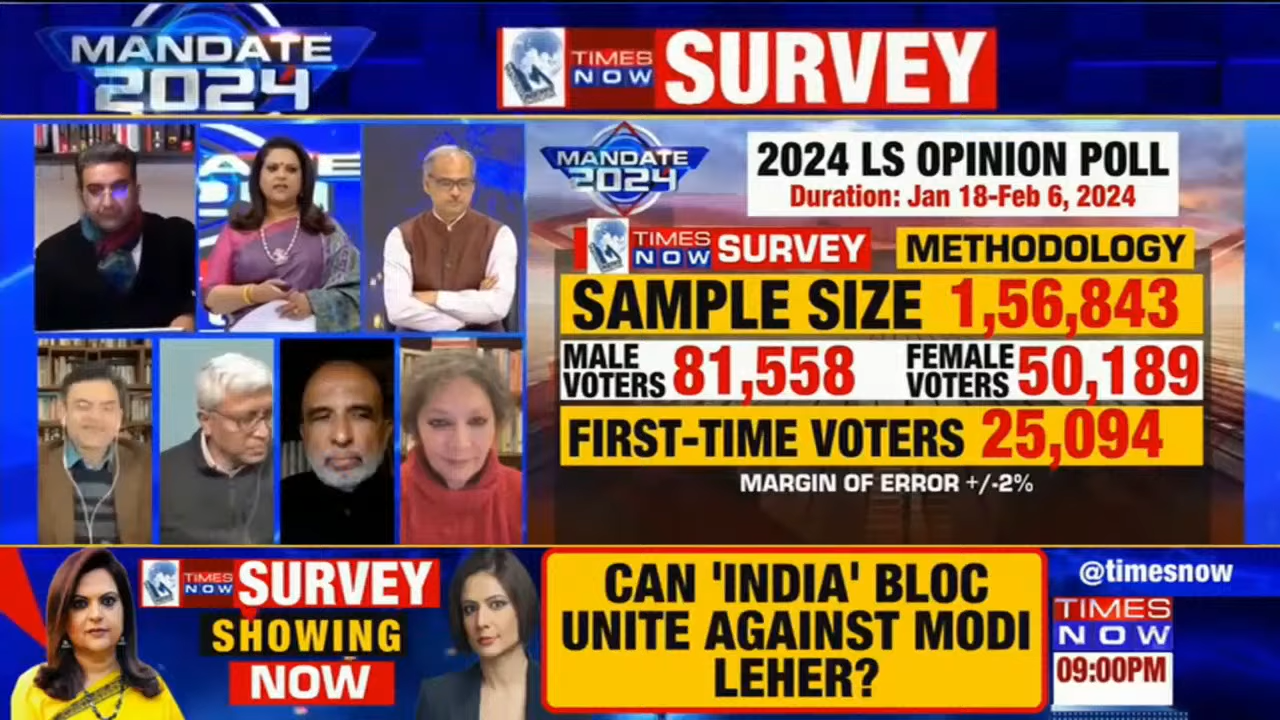 MANDATE
2024
TIMES
NOW
SURVEY
MANDATE
2024
2024 LS OPINION POLL
Duration: Jan 18-Feb 6, 2024
TIMES
NOW
SURVEY
METHODOLOGY
SAMPLE SIZE 1,56,843
MALE
VOTERS 81,558
FEMALE
VOTERS 50,189
FIRST-TIME VOTERS 25,094
MARGIN OF ERROR +/-2%
TIMES
NOW
SURVEY
SHOWING
NOW
CAN 'INDIA' BLOC
UNITE AGAINST MODI
LEHER?
@timesnow
TIMES
NOW
09:00PM